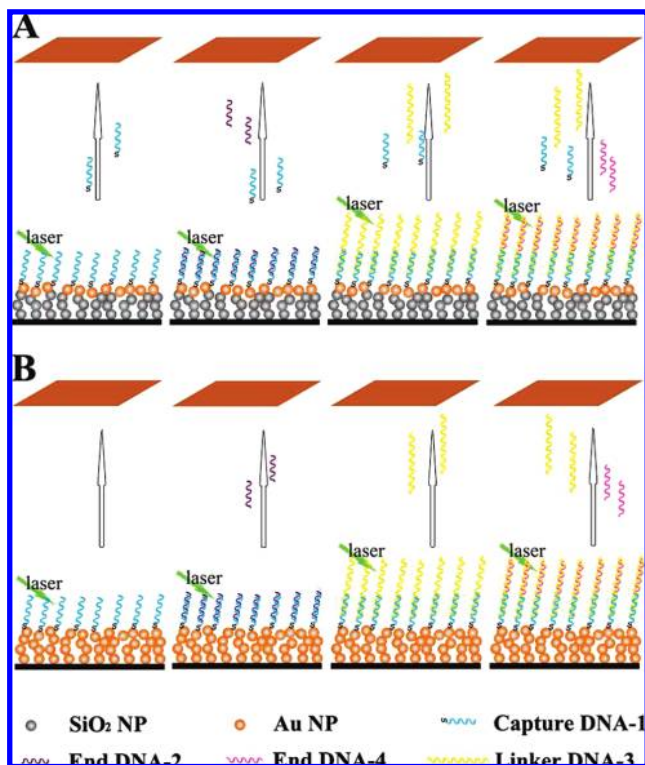 A
laser laser laser laser
B
laser laser laser laser
SiO₂ NP Au NP s Capture DNA-1
End DNA-2 End DNA-4 Linker DNA-3